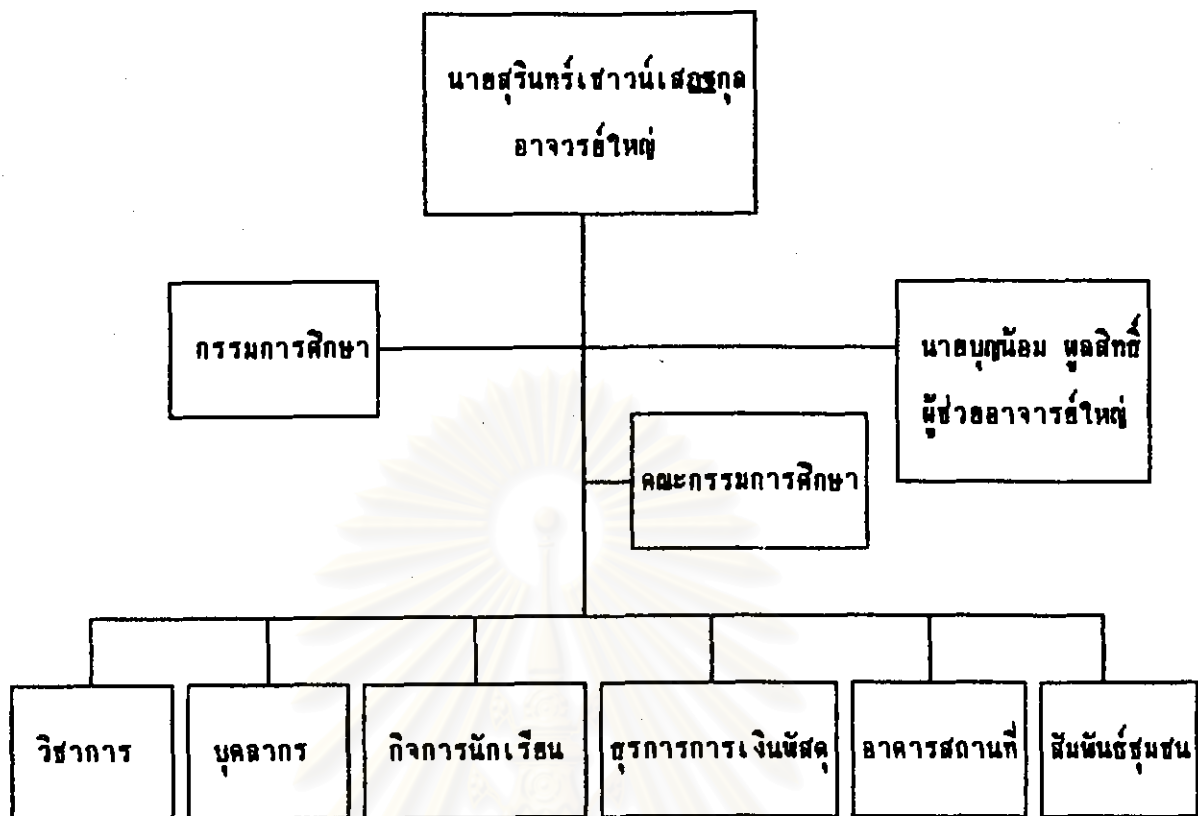 นายสุรินทร์เชาวน์เสฏฐกุล
อาจวรย์ใหญ่
กรรมการศึกษา
นายบุญน้อม พูลสิทธิ์
ผู้ช่วยอาจารย์ใหญ่
คณะกรรมการศึกษา
วิชาการ
บุคลากร
กิจการนักเรียน
ธุรการการเงินพัสดุ
อาคารสถานที่
สัมพันธ์ชุมชน